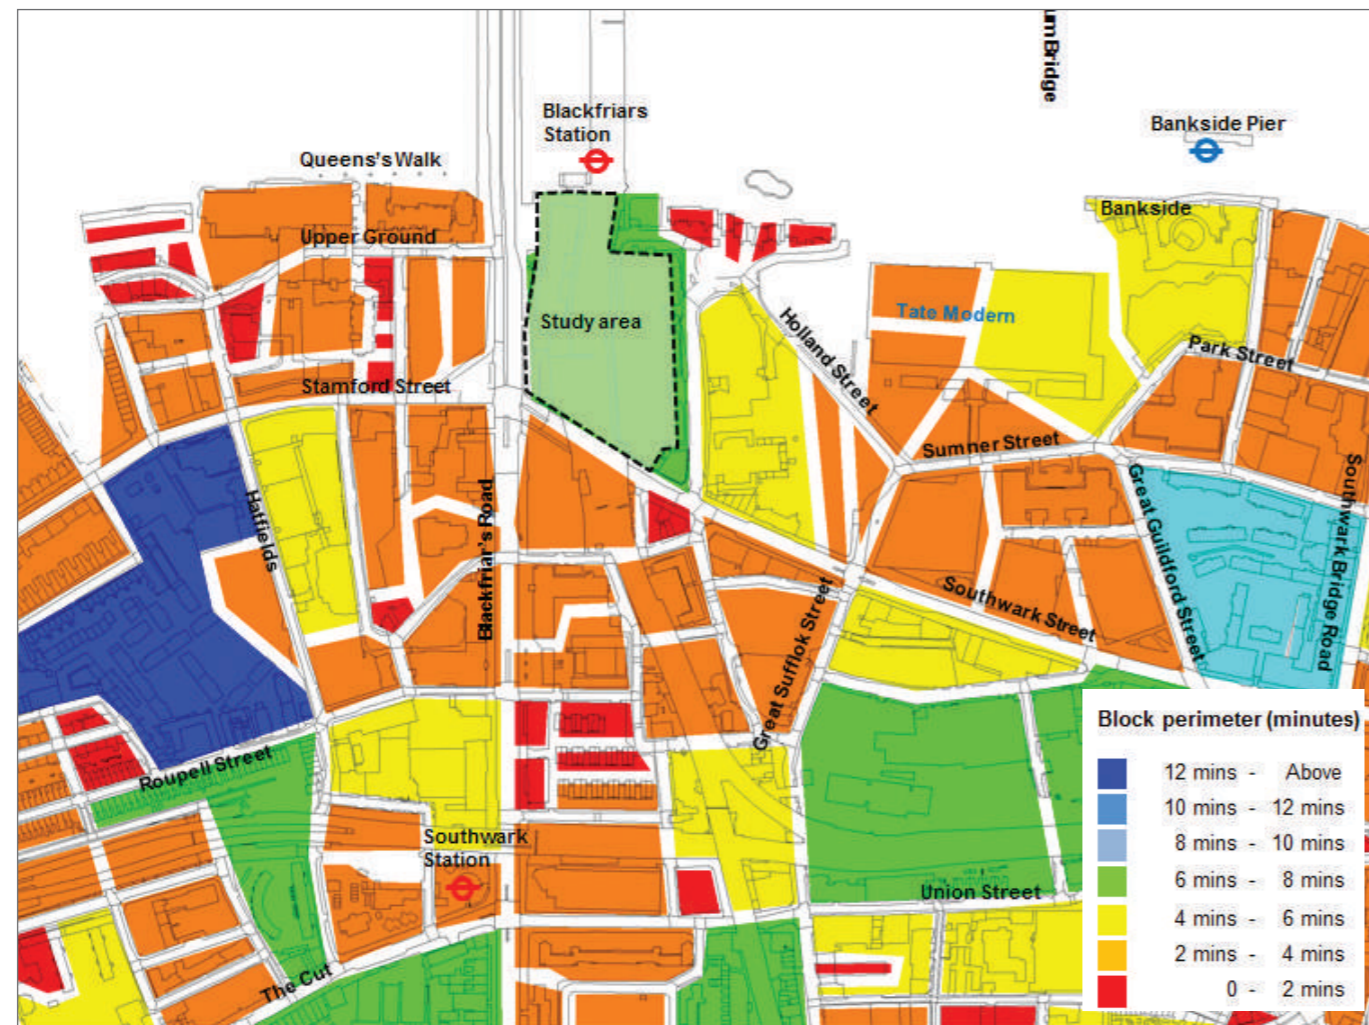 um Bridge
Blackfriars
Station
Bankside Pier
Queens's Walk
Bankside
Upper Ground
Tate Modern
Study area
Holland Street
Park Street
Stamford Street
Sumner Street
Hatfields
Blackfriar's Road
Great Guildford Street
Southwark Bridge Road
Southwark Street
Great Sufflok Street
Roupell Street
Southwark
Station
Union Street
The Cut
Block perimeter (minutes)
12 mins - Above
10 mins - 12 mins
8 mins - 10 mins
6 mins - 8 mins
4 mins - 6 mins
2 mins - 4 mins
0 - 2 mins